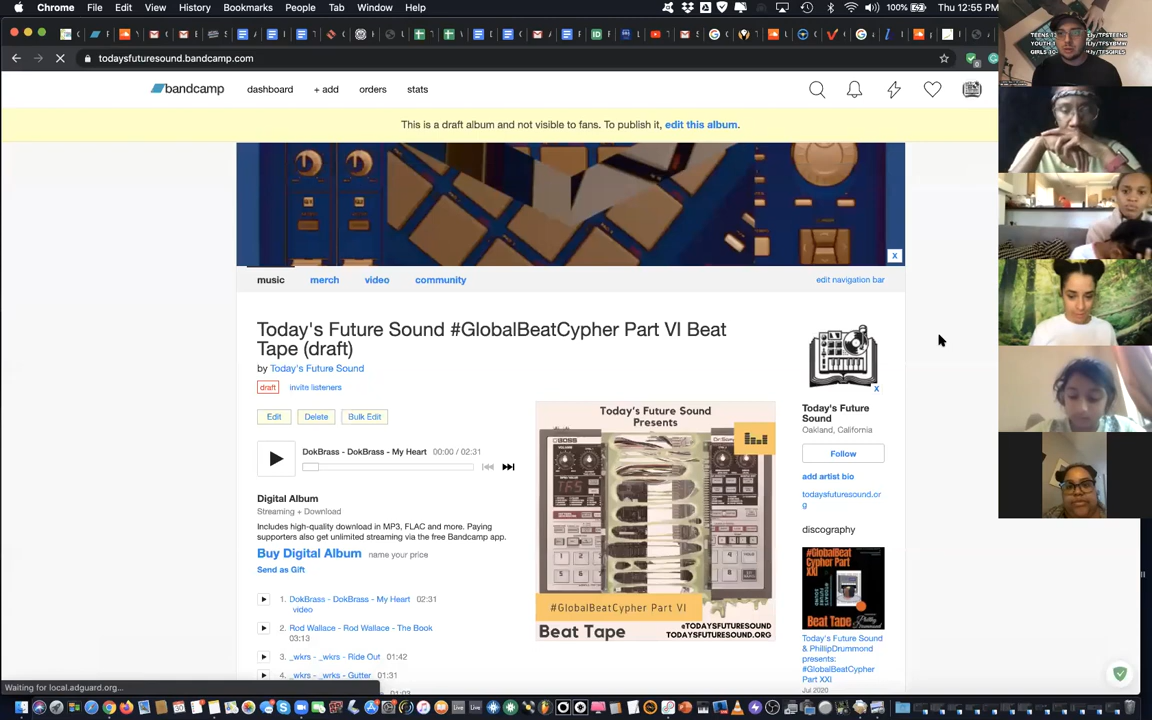 Chrome File Edit View History Bookmarks People Tab Window Help
100%
Thu 12:55 PM
todaysfuturesound.bandcamp.com
bandcamp dashboard + add orders stats
This is a draft album and not visible to fans. To publish it, edit this album.
X
music merch video community
edit navigation bar
Today's Future Sound #GlobalBeatCypher Part VI Beat
Tape (draft)
by Today's Future Sound
draft invite listeners
Edit Delete Bulk Edit
DokBrass - DokBrass - My Heart 00:00 / 02:31
Digital Album
Streaming + Download
Includes high-quality download in MP3, FLAC and more. Paying
supporters also get unlimited streaming via the free Bandcamp app.
Buy Digital Album name your price
Send as Gift
1. DokBrass - DokBrass - My Heart 02:31
video
2. Rod Wallace - Rod Wallace - The Book
03:13
3. _wkrs - _wkrs - Ride Out 01:42
4. _wrks - _wrks - Gutter 01:31
01:03
Today's Future Sound
Presents
BOSS
TFS
#GlobalBeatCypher Part VI
Beat Tape
@TODAYSFUTURESOUND
TODAYSFUTURESOUND.ORG
X
Today's Future
Sound
Oakland, California
Follow
add artist bio
todaysfuturesound.or
g
discography
#GlobalBeat
Cypher Part
XXI
Beat Tape
Today's Future Sound
& PhillipDrummond
presents:
#GlobalBeatCypher
Part XXI
Jul 2020
Waiting for local.adguard.org...